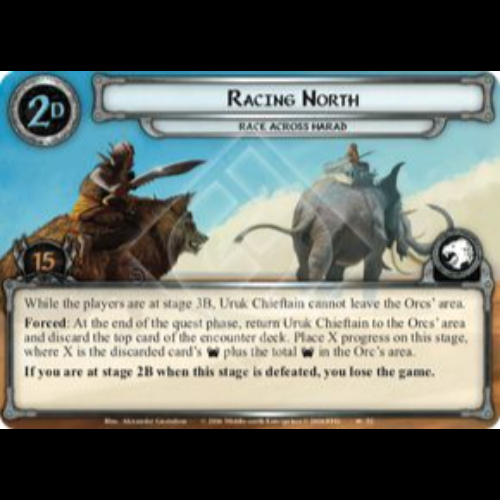 2D
RACING NORTH
RACE ACROSS HARAD
15
While the players are at stage 3B, Uruk Chieftain cannot leave the Orcs' area.
Forced: At the end of the quest phase, return Uruk Chieftain to the Orcs' area
and discard the top card of the encounter deck. Place X progress on this stage,
where X is the discarded card's plus the total in the Orc's area.
If you are at stage 2B when this stage is defeated, you lose the game.
Illus. Alexandr